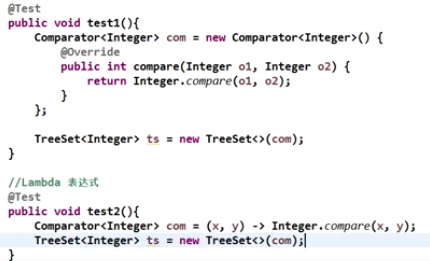 @Test
public void test1(){
Comparator<Integer> com = new Comparator<Integer>() {
@Override
public int compare(Integer o1, Integer o2) {
return Integer.compare(o1, o2);
}
};
TreeSet<Integer> ts = new TreeSet<>(com);
}
//Lambda 表达式
@Test
public void test2(){
Comparator<Integer> com = (x, y) -> Integer.compare(x, y);
TreeSet<Integer> ts = new TreeSet<>(com);
}